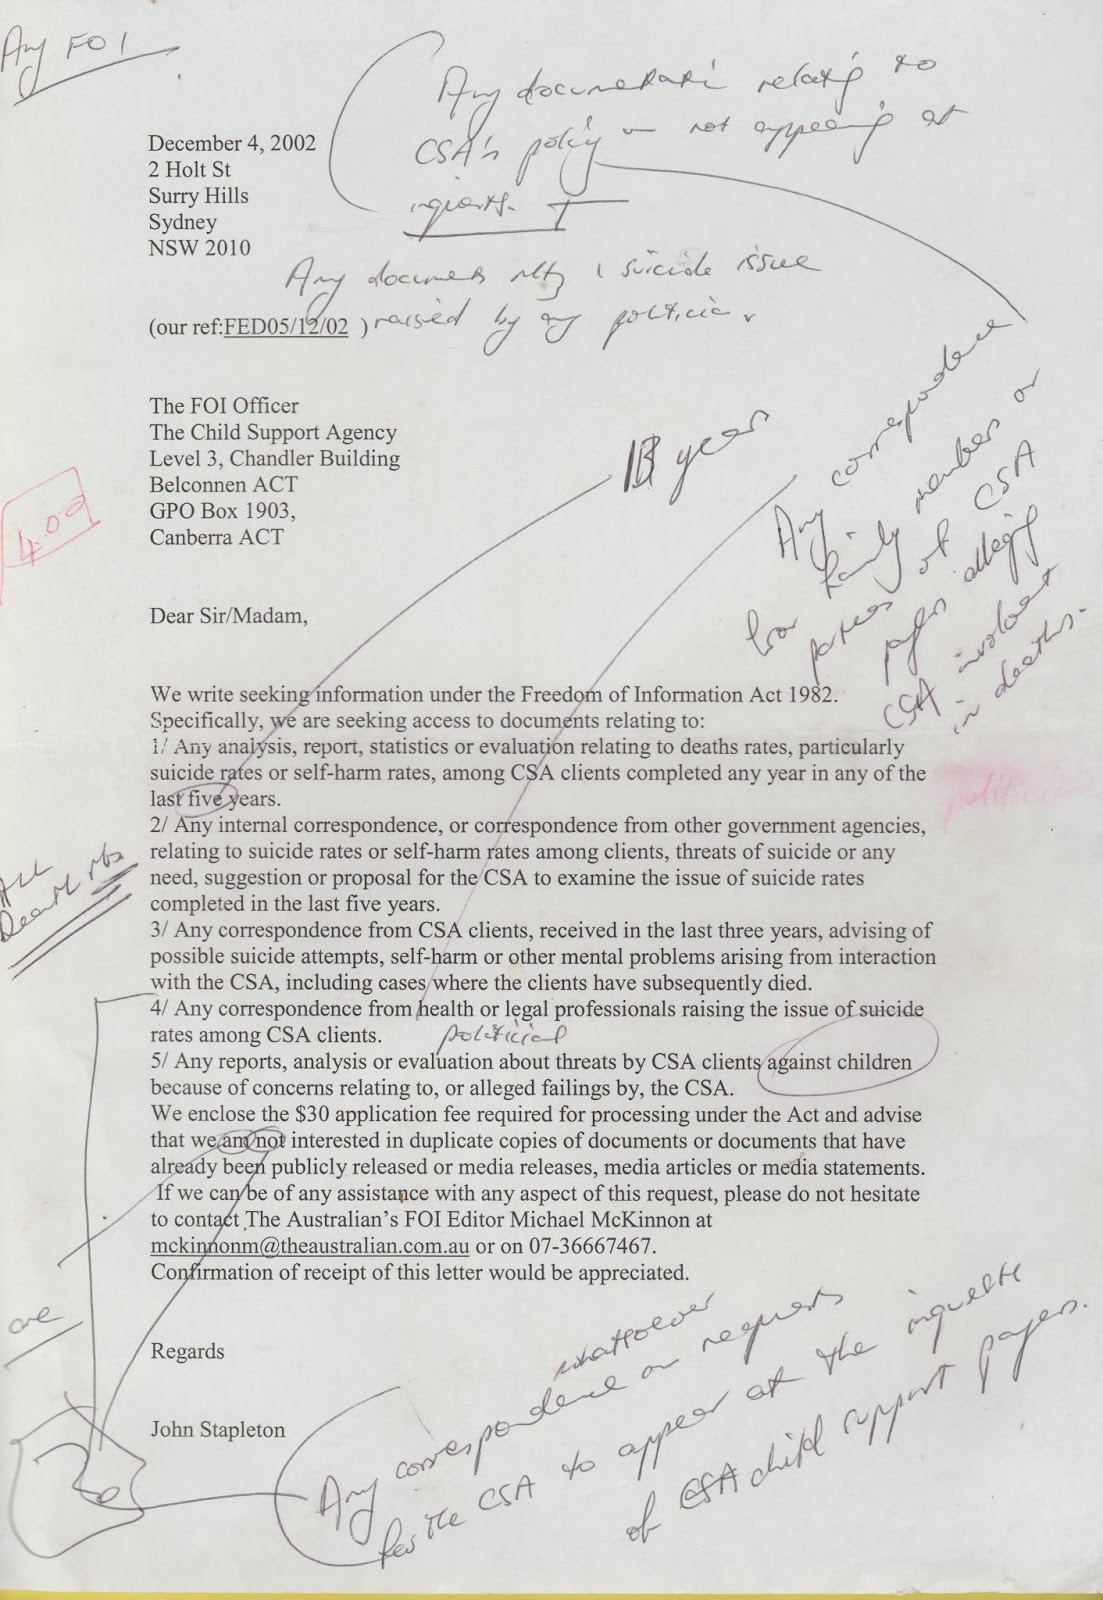 Any FOI
Any documentation relating to
CSA's policy on not appearing at
inquests.
December 4, 2002
2 Holt St
Surry Hills
Sydney
NSW 2010
Any documents suicide issue
raised by any
(our ref:FED05/12/02 )
The FOI Officer
The Child Support Agency
Level 3, Chandler Building
Belconnen ACT
GPO Box 1903,
Canberra ACT
4.00
years
Any correspondence
family members or
of CSA
payers alleging
CSA involvement
in deaths.
Dear Sir/Madam,
We write seeking information under the Freedom of Information Act 1982.
Specifically, we are seeking access to documents relating to:
1/ Any analysis, report, statistics or evaluation relating to deaths rates, particularly
suicide rates or self-harm rates, among CSA clients completed any year in any of the
last five years.
2/ Any internal correspondence, or correspondence from other government agencies,
relating to suicide rates or self-harm rates among clients, threats of suicide or any
need, suggestion or proposal for the CSA to examine the issue of suicide rates
completed in the last five years.
3/ Any correspondence from CSA clients, received in the last three years, advising of
possible suicide attempts, self-harm or other mental problems arising from interaction
with the CSA, including cases where the clients have subsequently died.
4/ Any correspondence from health or legal professionals raising the issue of suicide
rates among CSA clients.
5/ Any reports, analysis or evaluation about threats by CSA clients against children
because of concerns relating to, or alleged failings by, the CSA.
We enclose the $30 application fee required for processing under the Act and advise
that we am not interested in duplicate copies of documents or documents that have
already been publicly released or media releases, media articles or media statements.
If we can be of any assistance with any aspect of this request, please do not hesitate
to contact The Australian's FOI Editor Michael McKinnon at
mckinnonm@theaustralian.com.au or on 07-36667467.
Confirmation of receipt of this letter would be appreciated.
are
Regards
John Stapleton
whatsoever
Any correspondence or requests
for the CSA to appear at the inquests
of CSA child support payers.